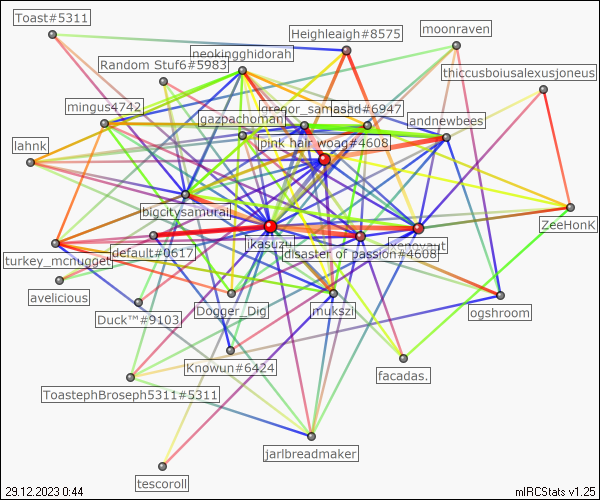 Toast#5311
Heighleaigh#8575
moonraven
neokingghidorah
Random Stuf6#5983
thiccusboiusalexusjoneus
mingus4742
gregor_samsa
asad#6947
gazpachoman
andnewbees
lahnk
pink hair woag#4608
bigcitysamurai
ZeeHonK
ikasuzu
turkey_mcnugget
default#0617
disaster of passion#4608
avelicious
Duck™#9103
Dogger_Dig
mukszi
ogshroom
Knowun#6424
facadas.
ToastephBroseph5311#5311
jarlbreadmaker
tescoroll
29.12.2023 0:44
mIRCStats v1.25